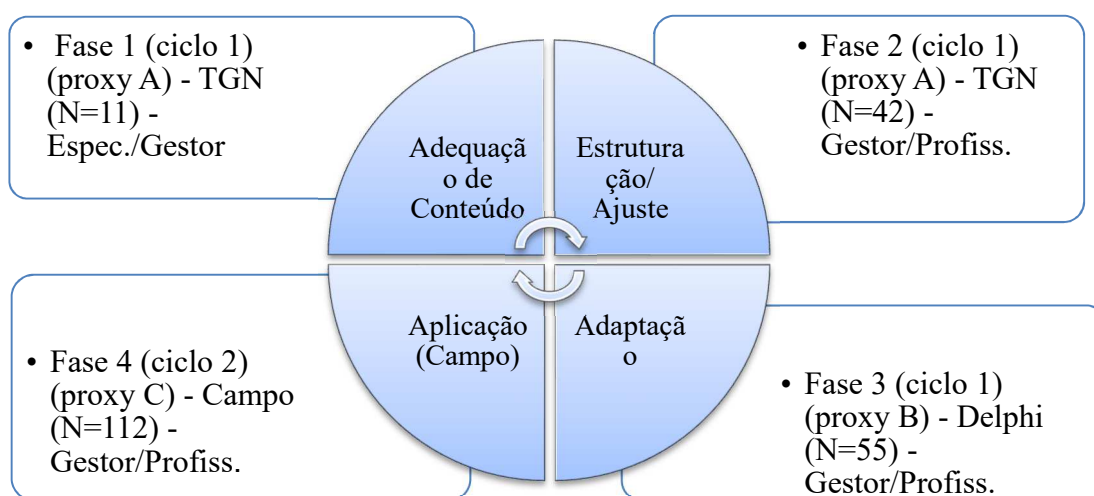 • Fase 1 (ciclo 1)
(proxy A) - TGN
(N=11) -
Espec./Gestor
Adequaçã
o de
Conteúdo
Estrutura
ção/
Ajuste
• Fase 2 (ciclo 1)
(proxy A) - TGN
(N=42) -
Gestor/Profiss.
• Fase 4 (ciclo 2)
(proxy C) - Campo
(N=112) -
Gestor/Profiss.
Aplicação
(Campo)
Adaptaçã
o
• Fase 3 (ciclo 1)
(proxy B) - Delphi
(N=55) -
Gestor/Profiss.